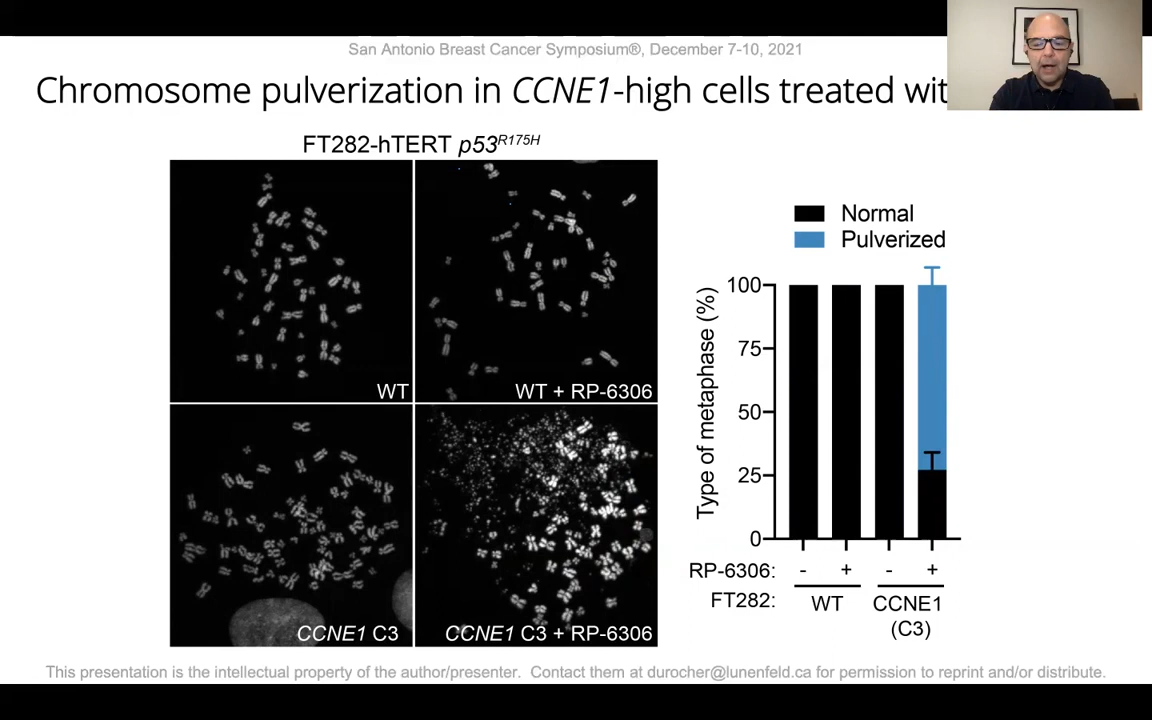 San Antonio Breast Cancer Symposium®, December 7-10, 2021
Chromosome pulverization in CCNE1-high cells treated wit
FT282-hTERT p53R175H
WT
WT + RP-6306
CCNE1 C3
CCNE1 C3 + RP-6306
Normal
Pulverized
Type of metaphase (%)
100
75
50
25
0
RP-6306: - + - +
FT282: WT CCNE1
(C3)
This presentation is the intellectual property of the author/presenter. Contact them at durocher@lunenfeld.ca for permission to reprint and/or distribute.